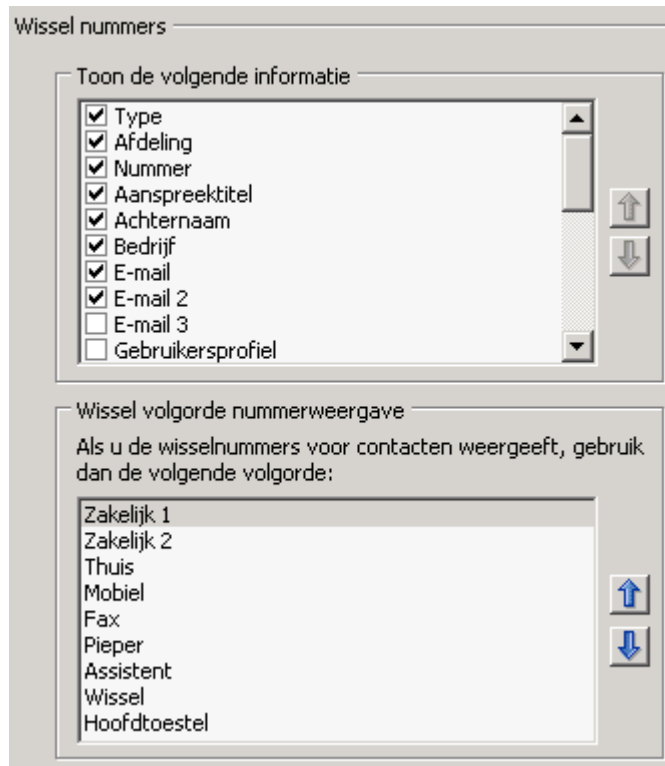 Wissel nummers
Toon de volgende informatie
Type
Afdeling
Nummer
Aanspreektitel
Achternaam
Bedrijf
E-mail
E-mail 2
E-mail 3
Gebruikersprofiel
Wissel volgorde nummerweergave
Als u de wisselnummers voor contacten weergeeft, gebruik
dan de volgende volgorde:
Zakelijk 1
Zakelijk 2
Thuis
Mobiel
Fax
Pieper
Assistent
Wissel
Hoofdtoestel